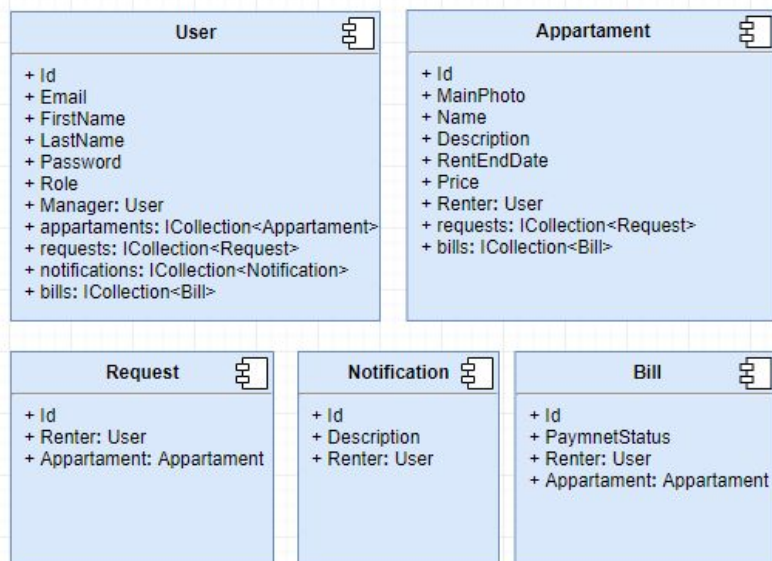 User
+ Id
+ Email
+ FirstName
+ LastName
+ Password
+ Role
+ Manager: User
+ appartaments: ICollection<Appartament>
+ requests: ICollection<Request>
+ notifications: ICollection<Notification>
+ bills: ICollection<Bill>
Appartament
+ Id
+ MainPhoto
+ Name
+ Description
+ RentEndDate
+ Price
+ Renter: User
+ requests: ICollection<Request>
+ bills: ICollection<Bill>
Request
+ Id
+ Renter: User
+ Appartament: Appartament
Notification
+ Id
+ Description
+ Renter: User
Bill
+ Id
+ PaymnetStatus
+ Renter: User
+ Appartament: Appartament